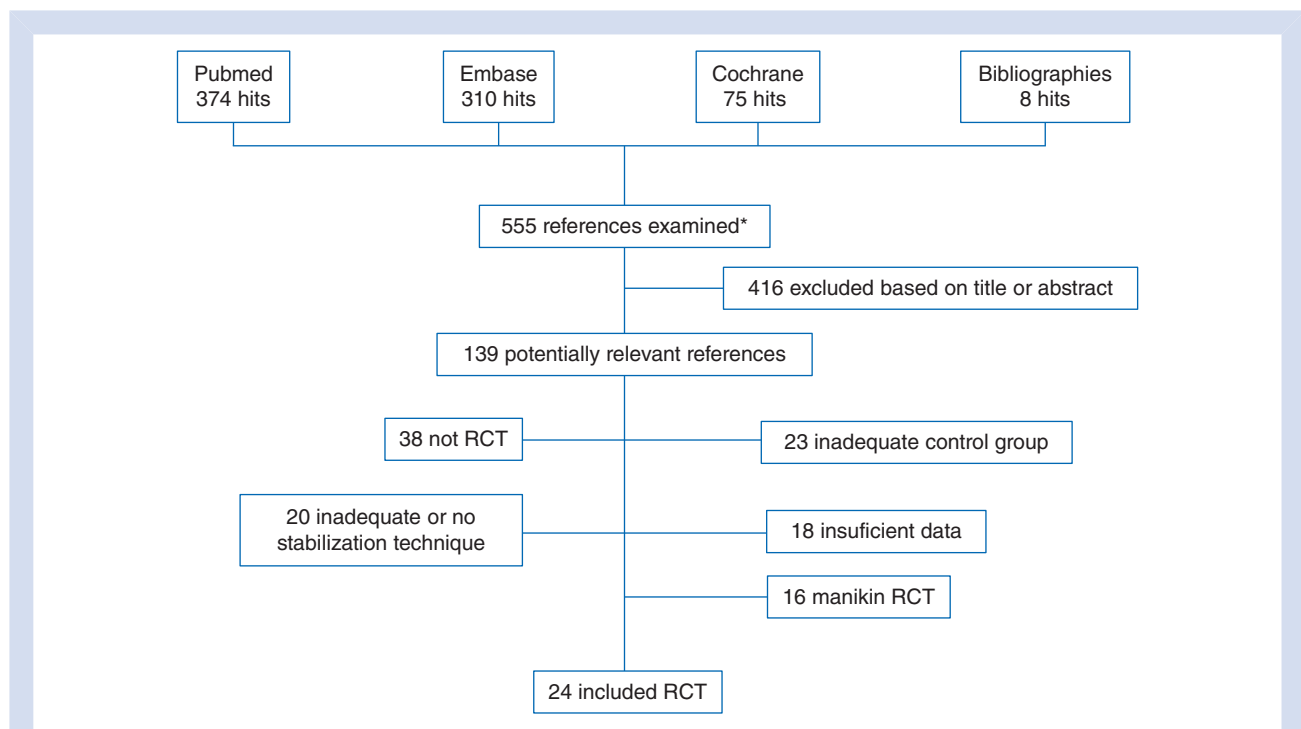 Pubmed
374 hits
Embase
310 hits
Cochrane
75 hits
Bibliographies
8 hits
555 references examined*
416 excluded based on title or abstract
139 potentially relevant references
38 not RCT
23 inadequate control group
20 inadequate or no
stabilization technique
18 insuficient data
16 manikin RCT
24 included RCT